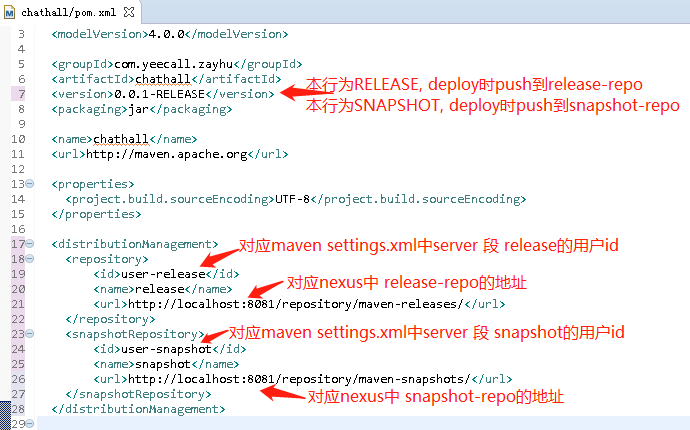 chathall/pom.xml
3 <modelVersion>4.0.0</modelVersion>
4
5 <groupId>com.yeecall.zayhu</groupId>
6 <artifactId>chathall</artifactId>
7 <version>0.0.1-RELEASE</version>
8 <packaging>jar</packaging>
本行为RELEASE, deploy时push到release-repo
本行为SNAPSHOT, deploy时push到snapshot-repo
9
10 <name>chathall</name>
11 <url>http://maven.apache.org</url>
12
13 <properties>
14 <project.build.sourceEncoding>UTF-8</project.build.sourceEncoding>
15 </properties>
16
17 <distributionManagement>
对应maven settings.xml中server 段 release的用户id
18 <repository>
19 <id>user-release</id>
20 <name>release</name>
对应nexus中 release-repo的地址
21 <url>http://localhost:8081/repository/maven-releases/</url>
22 </repository>
23 <snapshotRepository>
对应maven settings.xml中server 段 snapshot的用户id
24 <id>user-snapshot</id>
25 <name>snapshot</name>
26 <url>http://localhost:8081/repository/maven-snapshots/</url>
27 </snapshotRepository>
对应nexus中 snapshot-repo的地址
28 </distributionManagement>
29